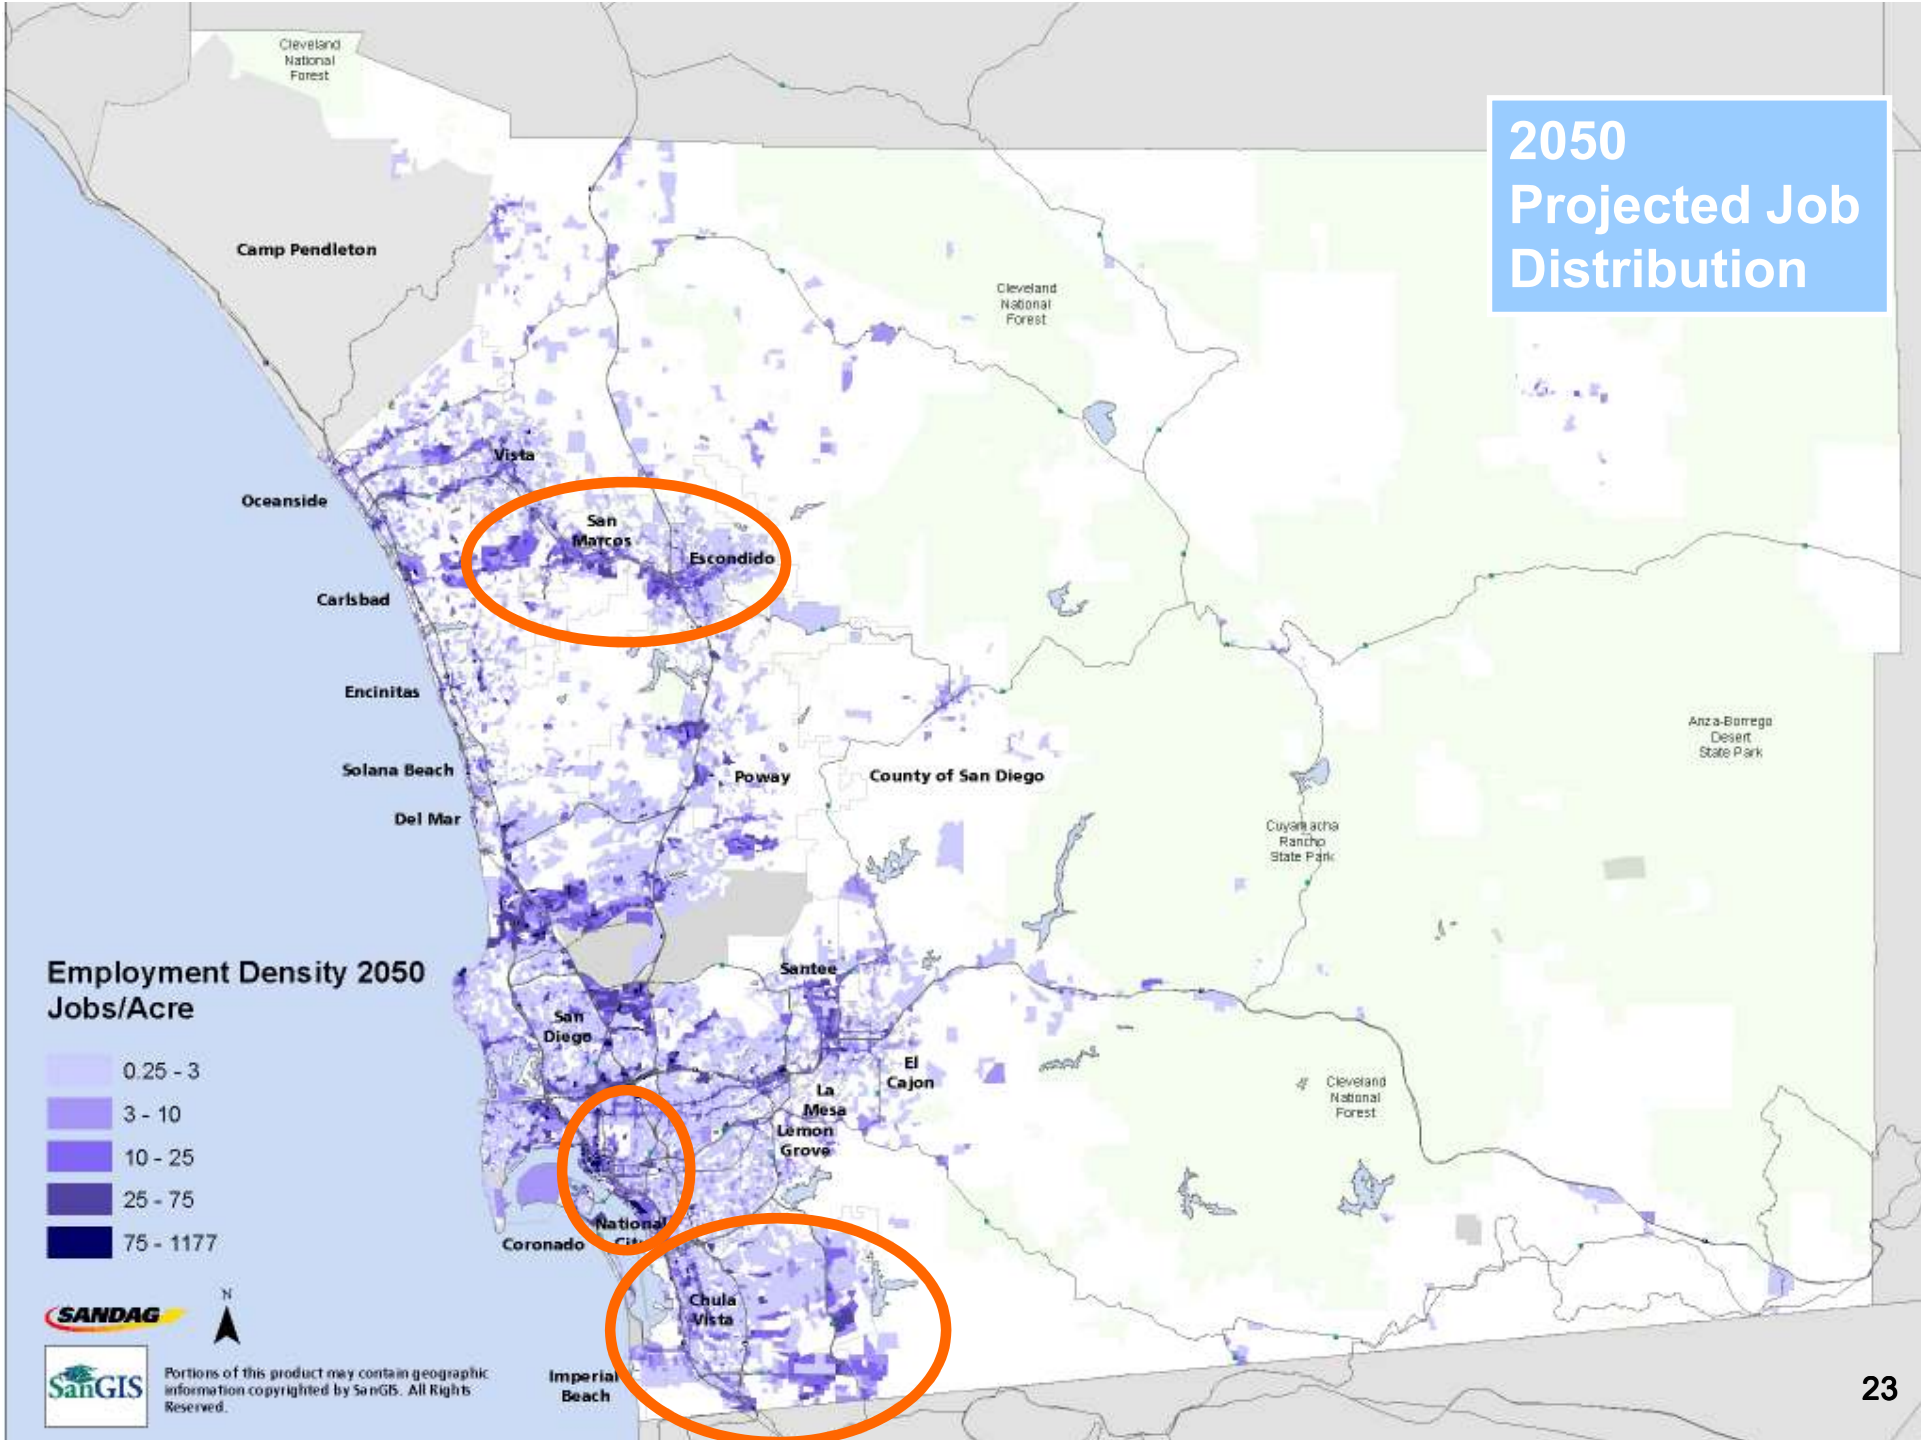 Cleveland
National
Forest
2050
Projected Job
Distribution
Camp Pendleton
Cleveland
National
Forest
Vista
Oceanside
San
Marcos
Escondido
Carlsbad
Encinitas
Anza-Borrego
Desert
State Park
Solana Beach
Poway
County of San Diego
Del Mar
Cuyamacha
Rancho
State Park
Employment Density 2050
Jobs/Acre
0.25 - 3
3 - 10
10 - 25
25 - 75
75 - 1177
Santee
San
Diego
El
Cajon
La
Mesa
Lemon
Grove
Cleveland
National
Forest
National
City
Coronado
Chula
Vista
Imperial
Beach
N
SANDAG
SanGIS
Portions of this product may contain geographic
information copyrighted by SanGIS. All Rights
Reserved.
23